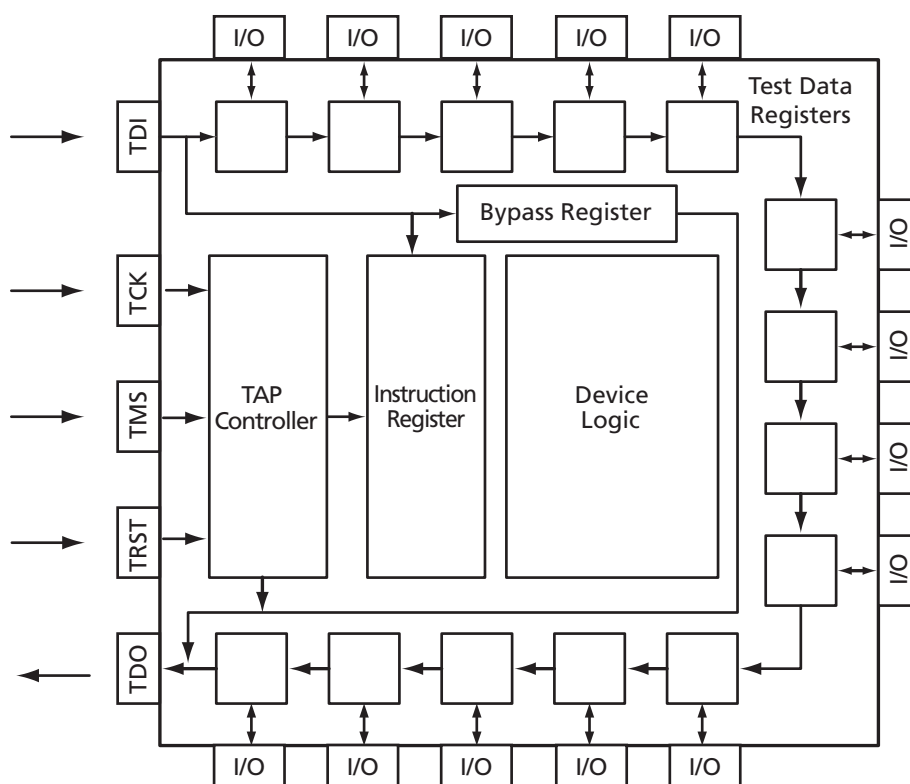 I/O
I/O
I/O
I/O
I/O
Test Data
Registers
TDI
Bypass Register
I/O
TCK
I/O
TAP
Controller
Instruction
Register
Device
Logic
TMS
I/O
TRST
I/O
TDO
I/O
I/O
I/O
I/O
I/O